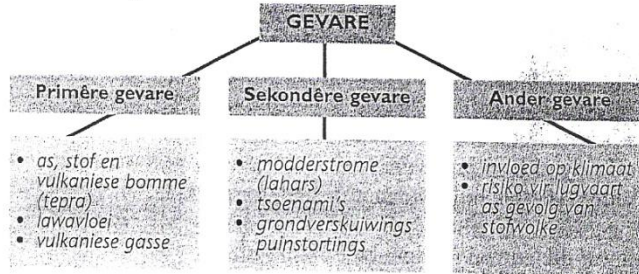 GEVARE
Primêre gevare
• as, stof en
vulkaniese bomme
(tepra)
• lawavloei
• vulkaniese gasse
Sekondêre gevare
• modderstrome
(lahars)
• tsoenami's
• grondverskuiwings
puinstortings
Ander gevare
• invloed op klimaat
• risiko vir lugvaart
as gevolg van
stofwolke